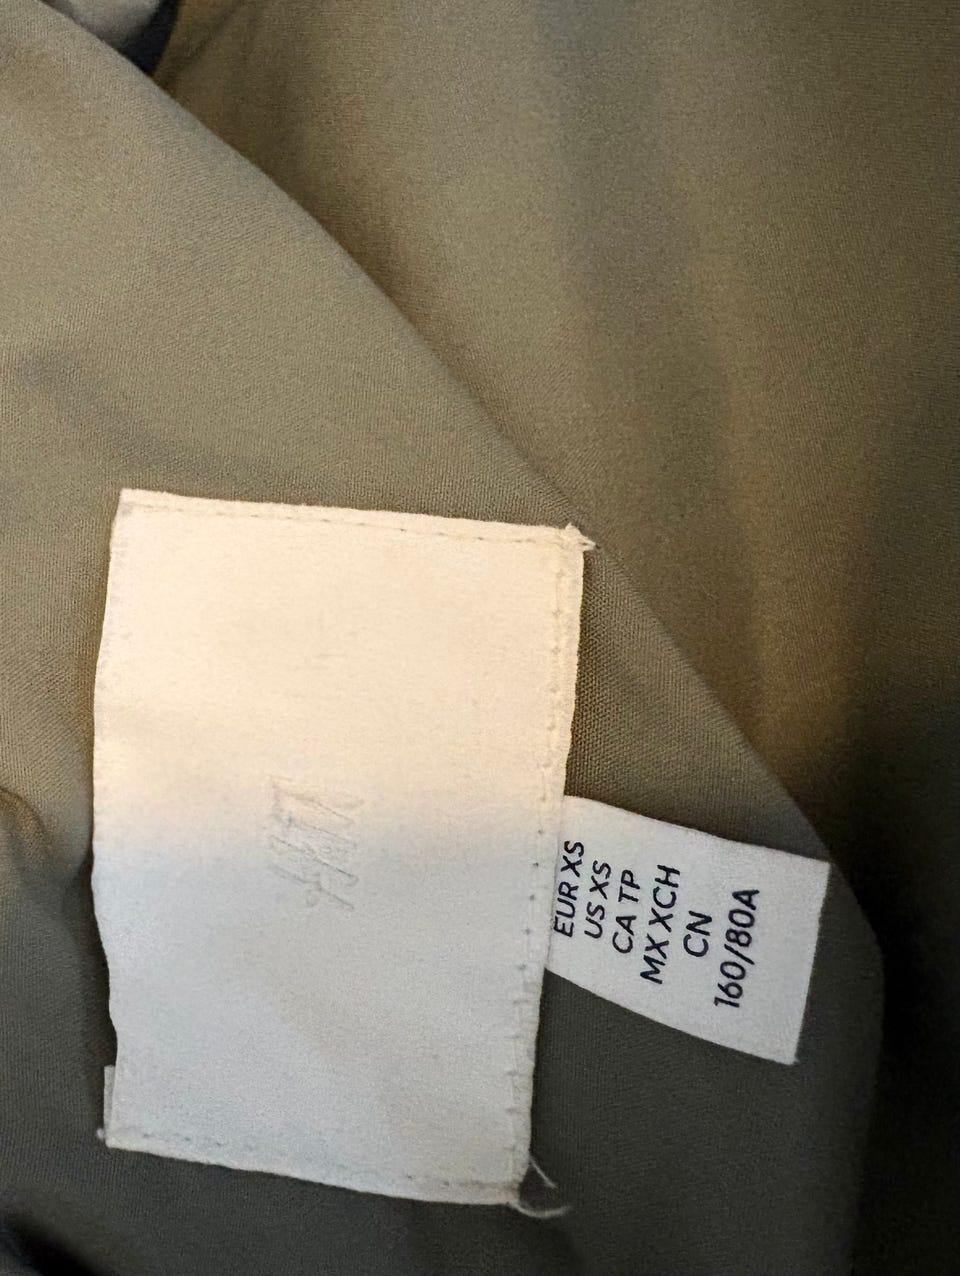 H&M
EUR XS
US XS
CA TP
MX XCH
CN
160/80A